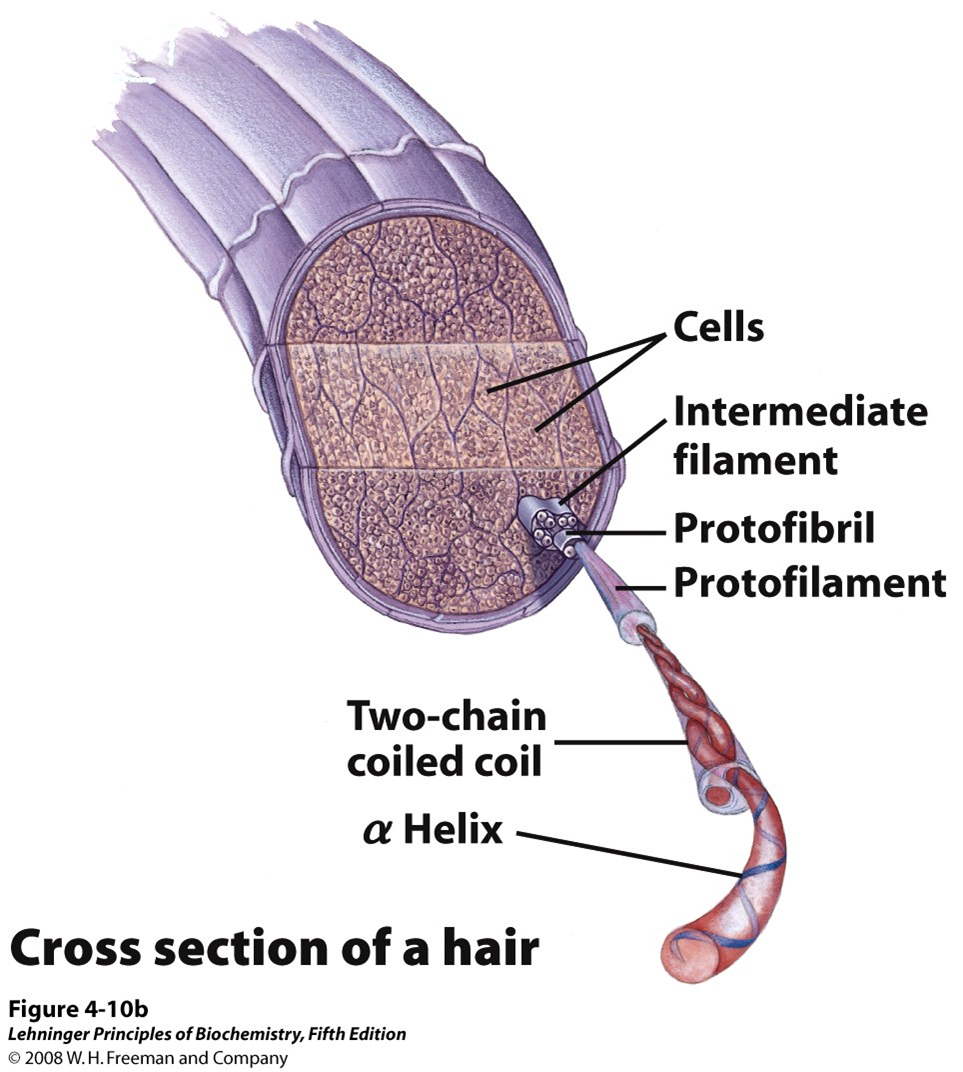 Cells
Intermediate
filament
Protofibril
Protofilament
Two-chain
coiled coil
α Helix
Cross section of a hair
Figure 4-10b
Lehninger Principles of Biochemistry, Fifth Edition
© 2008 W. H. Freeman and Company